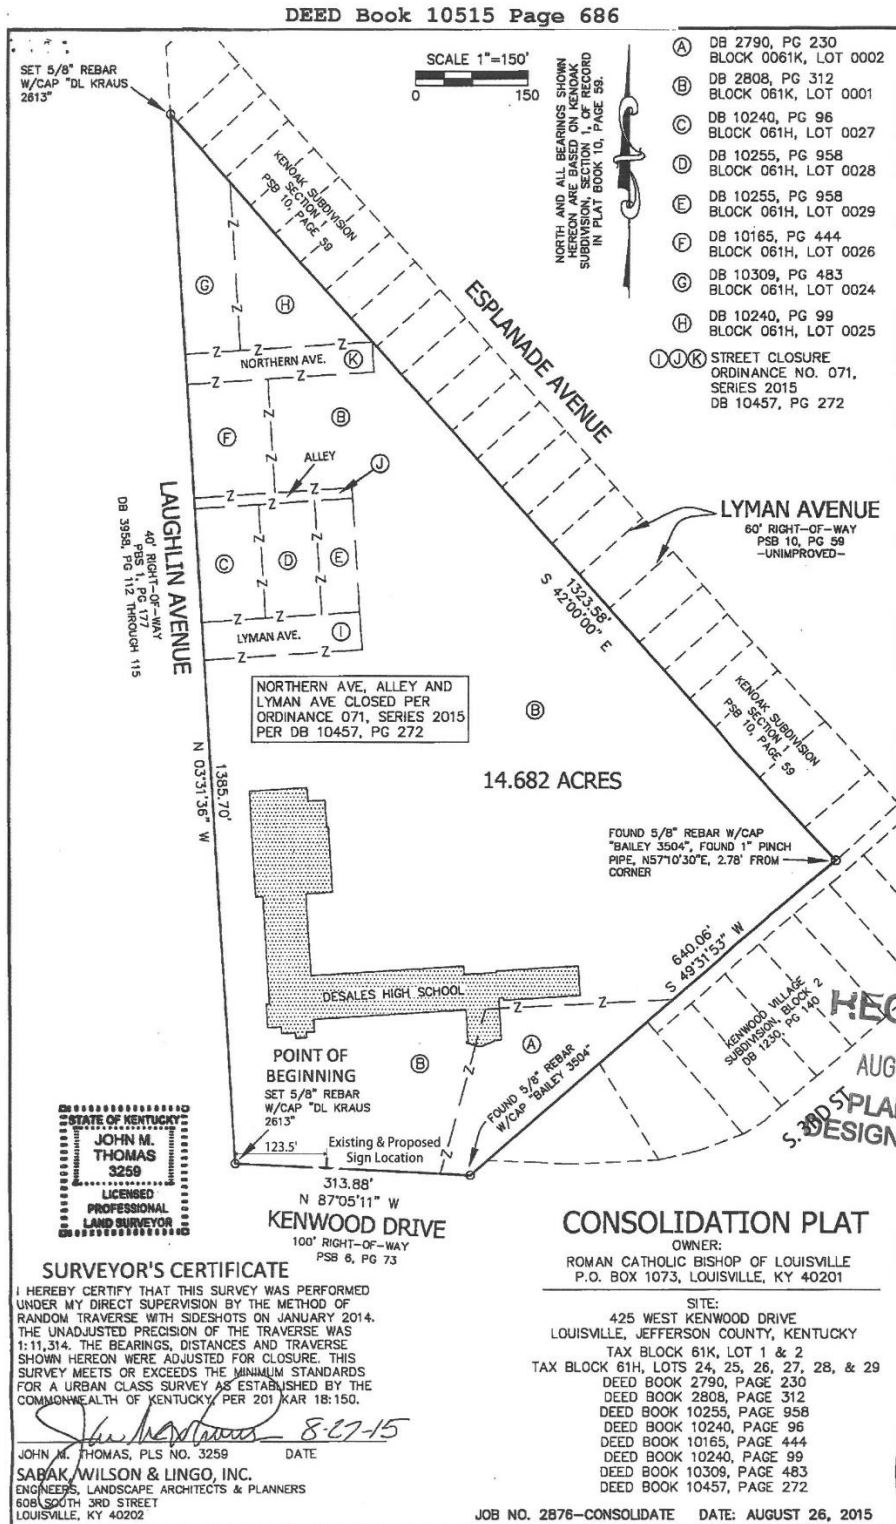 DEED Book 10515 Page 686
SET 5/8" REBAR
W/CAP "DL KRAUS
2613"
SCALE 1"=150'
0 150
NORTH AND ALL BEARINGS SHOWN
HEREON ARE BASED ON KENOAK
SUBDIVISION, SECTION 1, OF RECORD
IN PLAT BOOK 10, PAGE 59.
A DB 2790, PG 230
BLOCK 0061K, LOT 0002
B DB 2808, PG 312
BLOCK 061K, LOT 0001
C DB 10240, PG 96
BLOCK 061H, LOT 0027
D DB 10255, PG 958
BLOCK 061H, LOT 0028
E DB 10255, PG 958
BLOCK 061H, LOT 0029
F DB 10165, PG 444
BLOCK 061H, LOT 0026
G DB 10309, PG 483
BLOCK 061H, LOT 0024
H DB 10240, PG 99
BLOCK 061H, LOT 0025
I J K STREET CLOSURE
ORDINANCE NO. 071,
SERIES 2015
DB 10457, PG 272
KENOAK SUBDIVISION
SECTION 1
PSB 10, PAGE 59
ESPLANADE AVENUE
G
H
Z
Z
Z
Z
NORTHERN AVE.
K
Z
Z
Z
F
B
ALLEY
J
Z
Z
Z
Z
LAUGHLIN AVENUE
40' RIGHT-OF-WAY
PBS 1, PG 177
DB 3958, PG 112 THROUGH 115
C
Z
D
Z
E
Z
Z
LYMAN AVE.
I
Z
Z
LYMAN AVENUE
60' RIGHT-OF-WAY
PSB 10, PG 59
-UNIMPROVED-
1323.58'
S 42°00'00" E
NORTHERN AVE, ALLEY AND
LYMAN AVE CLOSED PER
ORDINANCE 071, SERIES 2015
PER DB 10457, PG 272
B
KENOAK SUBDIVISION
SECTION 1
PSB 10, PAGE 59
1385.70'
N 03°31'36" W
14.682 ACRES
FOUND 5/8" REBAR W/CAP
"BAILEY 3504", FOUND 1" PINCH
PIPE, N57°10'30"E, 2.78' FROM
CORNER
640.06'
S 49°31'53" W
DESALES HIGH SCHOOL
Z
Z
KENWOOD VILLAGE
SUBDIVISION, BLOCK 2
DB 1230, PG 140
AUG
S. 3RD ST
A
B
Z
Z
FOUND 5/8" REBAR
W/CAP "BAILEY 3504"
POINT OF
BEGINNING
SET 5/8" REBAR
W/CAP "DL KRAUS
2613"
123.5'
Existing & Proposed
Sign Location
313.88'
N 87°05'11" W
KENWOOD DRIVE
100' RIGHT-OF-WAY
PSB 6, PG 73
STATE OF KENTUCKY
JOHN M.
THOMAS
3259
LICENSED
PROFESSIONAL
LAND SURVEYOR
SURVEYOR'S CERTIFICATE
I HEREBY CERTIFY THAT THIS SURVEY WAS PERFORMED
UNDER MY DIRECT SUPERVISION BY THE METHOD OF
RANDOM TRAVERSE WITH SIDESHOTS ON JANUARY 2014.
THE UNADJUSTED PRECISION OF THE TRAVERSE WAS
1:11,314. THE BEARINGS, DISTANCES AND TRAVERSE
SHOWN HEREON WERE ADJUSTED FOR CLOSURE. THIS
SURVEY MEETS OR EXCEEDS THE MINIMUM STANDARDS
FOR A URBAN CLASS SURVEY AS ESTABLISHED BY THE
COMMONWEALTH OF KENTUCKY, PER 201 KAR 18:150.
8-27-15
JOHN M. THOMAS, PLS NO. 3259 DATE
SABAK, WILSON & LINGO, INC.
ENGINEERS, LANDSCAPE ARCHITECTS & PLANNERS
608 SOUTH 3RD STREET
LOUISVILLE, KY 40202
CONSOLIDATION PLAT
OWNER:
ROMAN CATHOLIC BISHOP OF LOUISVILLE
P.O. BOX 1073, LOUISVILLE, KY 40201
SITE:
425 WEST KENWOOD DRIVE
LOUISVILLE, JEFFERSON COUNTY, KENTUCKY
TAX BLOCK 61K, LOT 1 & 2
TAX BLOCK 61H, LOTS 24, 25, 26, 27, 28, & 29
DEED BOOK 2790, PAGE 230
DEED BOOK 2808, PAGE 312
DEED BOOK 10255, PAGE 958
DEED BOOK 10240, PAGE 96
DEED BOOK 10165, PAGE 444
DEED BOOK 10240, PAGE 99
DEED BOOK 10309, PAGE 483
DEED BOOK 10457, PAGE 272
JOB NO. 2876-CONSOLIDATE DATE: AUGUST 26, 2015